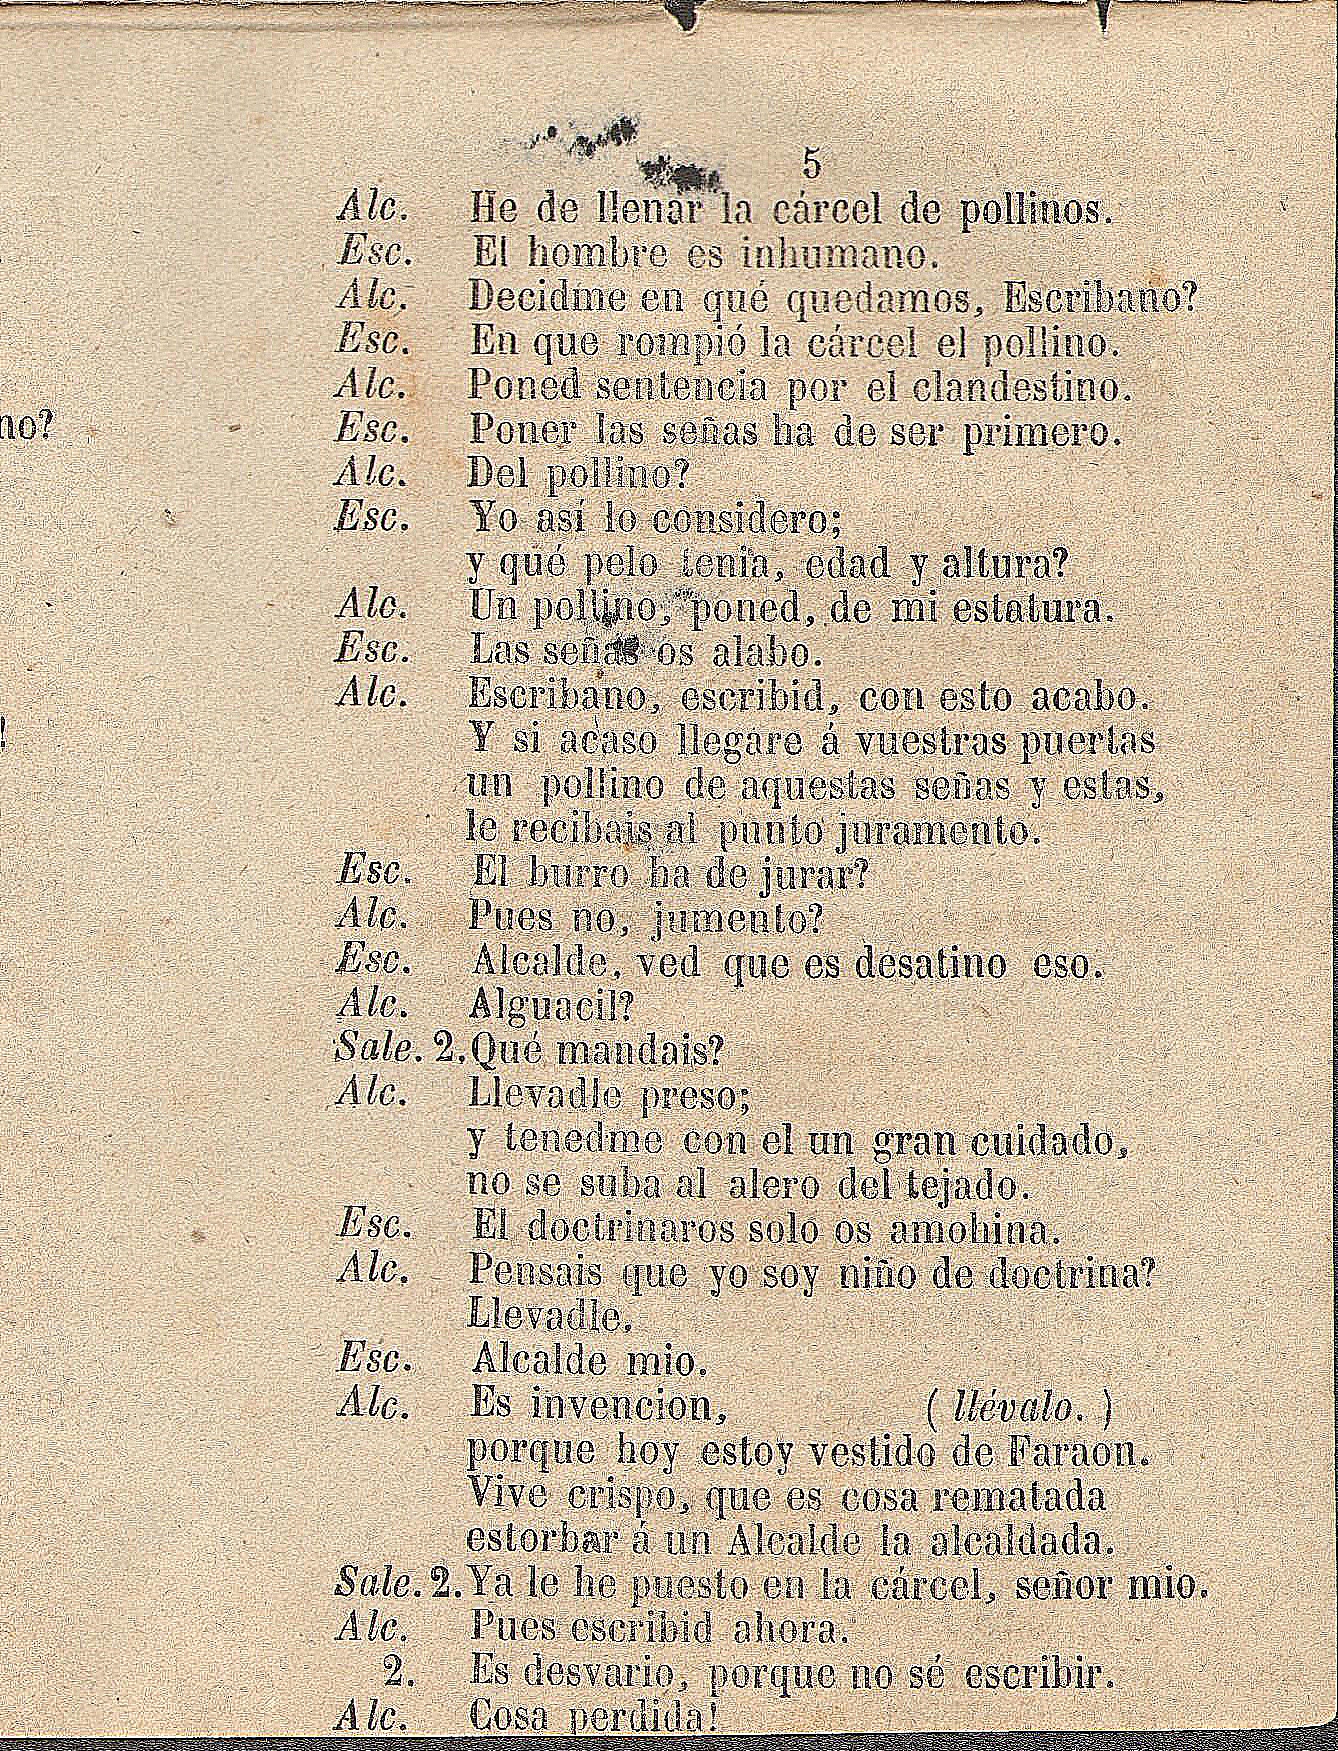 5
Alc. He de llenar la cárcel de pollinos.
Esc. El hombre es inhumano.
Alc. Decidme en qué quedamos, Escribano?
Esc. En que rompió la cárcel el pollino.
Alc. Poned sentencia por el clandestino.
no?
Esc. Poner las señas ha de ser primero.
Alc. Del pollino?
Esc. Yo así lo considero;
y qué pelo tenia, edad y altura?
Alc. Un pollino, poned, de mi estatura.
Esc. Las señas os alabo.
Alc. Escribano, escribid, con esto acabo.
!
Y si acaso llegare á vuestras puertas
un pollino de aquestas señas y estas,
le recibais al punto juramento.
Esc. El burro ha de jurar?
Alc. Pues no, jumento?
Esc. Alcalde, ved que es desatino eso.
Alc. Alguacil?
Sale. 2. Qué mandais?
Alc. Llevadle preso;
y tenedme con el un gran cuidado,
no se suba al alero del tejado.
Esc. El doctrinaros solo os amohina.
Alc. Pensais que yo soy niño de doctrina?
Llevadle.
Esc. Alcalde mio.
Alc. Es invencion, (llévalo.)
porque hoy estoy vestido de Faraon.
Vive crispo, que es cosa rematada
estorbar á un Alcalde la alcaldada.
Sale. 2. Ya le he puesto en la cárcel, señor mio.
Alc. Pues escribid ahora.
2. Es desvario, porque no sé escribir.
Alc. Cosa perdida!